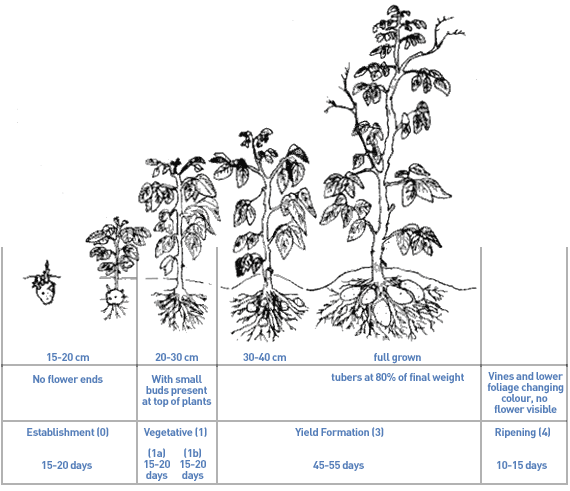 15-20 cm
20-30 cm
30-40 cm
full grown
No flower ends
With small
buds present
at top of plants
tubers at 80% of final weight
Vines and lower
foliage changing
colour, no
flower visible
Establishment (0)
Vegetative (1)
Yield Formation (3)
Ripening (4)
15-20 days
(1a)
15-20
days
(1b)
15-20
days
45-55 days
10-15 days